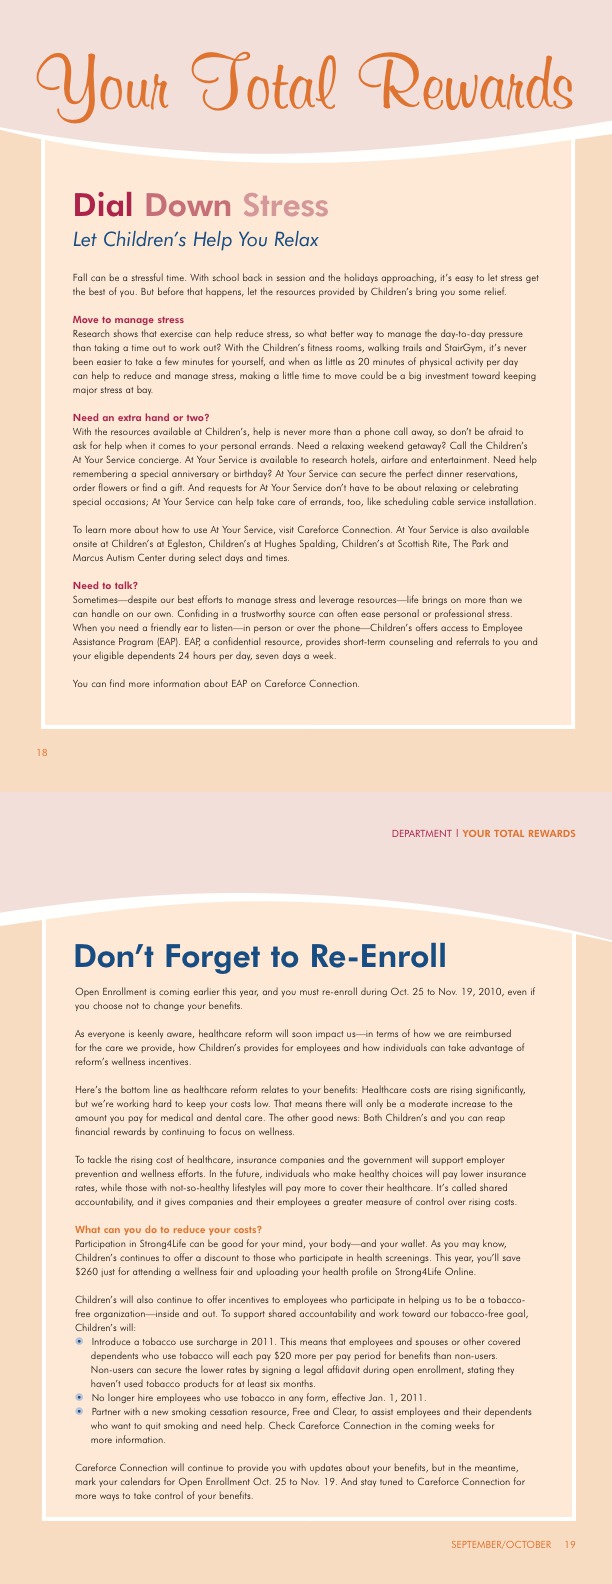 Your Total Rewards
Dial Down Stress
Let Children's Help You Relax
Fall can be a stressful time. With school back in session and the holidays approaching, it's easy to let stress get
the best of you. But before that happens, let the resources provided by Children's bring you some relief.
Move to manage stress
Research shows that exercise can help reduce stress, so what better way to manage the day-to-day pressure
than taking a time out to work out? With the Children's fitness rooms, walking trails and StairGym, it's never
been easier to take a few minutes for yourself, and when as little as 20 minutes of physical activity per day
can help to reduce and manage stress, making a little time to move could be a big investment toward keeping
major stress at bay.
Need an extra hand or two?
With the resources available at Children's, help is never more than a phone call away, so don't be afraid to
ask for help when it comes to your personal errands. Need a relaxing weekend getaway? Call the Children's
At Your Service concierge. At Your Service is available to research hotels, airfare and entertainment. Need help
remembering a special anniversary or birthday? At Your Service can secure the perfect dinner reservations,
order flowers or find a gift. And requests for At Your Service don't have to be about relaxing or celebrating
special occasions; At Your Service can help take care of errands, too, like scheduling cable service installation.
To learn more about how to use At Your Service, visit Careforce Connection. At Your Service is also available
onsite at Children's at Egleston, Children's at Hughes Spalding, Children's at Scottish Rite, The Park and
Marcus Autism Center during select days and times.
Need to talk?
Sometimes—despite our best efforts to manage stress and leverage resources—life brings on more than we
can handle on our own. Confiding in a trustworthy source can often ease personal or professional stress.
When you need a friendly ear to listen—in person or over the phone—Children's offers access to Employee
Assistance Program (EAP). EAP, a confidential resource, provides short-term counseling and referrals to you and
your eligible dependents 24 hours per day, seven days a week.
You can find more information about EAP on Careforce Connection.
18
DEPARTMENT | YOUR TOTAL REWARDS
Don't Forget to Re-Enroll
Open Enrollment is coming earlier this year, and you must re-enroll during Oct. 25 to Nov. 19, 2010, even if
you choose not to change your benefits.
As everyone is keenly aware, healthcare reform will soon impact us—in terms of how we are reimbursed
for the care we provide, how Children's provides for employees and how individuals can take advantage of
reform's wellness incentives.
Here's the bottom line as healthcare reform relates to your benefits: Healthcare costs are rising significantly,
but we're working hard to keep your costs low. That means there will only be a moderate increase to the
amount you pay for medical and dental care. The other good news: Both Children's and you can reap
financial rewards by continuing to focus on wellness.
To tackle the rising cost of healthcare, insurance companies and the government will support employer
prevention and wellness efforts. In the future, individuals who make healthy choices will pay lower insurance
rates, while those with not-so-healthy lifestyles will pay more to cover their healthcare. It's called shared
accountability, and it gives companies and their employees a greater measure of control over rising costs.
What can you do to reduce your costs?
Participation in Strong4Life can be good for your mind, your body—and your wallet. As you may know,
Children's continues to offer a discount to those who participate in health screenings. This year, you'll save
$260 just for attending a wellness fair and uploading your health profile on Strong4Life Online.
Children's will also continue to offer incentives to employees who participate in helping us to be a tobacco-
free organization—inside and out. To support shared accountability and work toward our tobacco-free goal,
Children's will:
Introduce a tobacco use surcharge in 2011. This means that employees and spouses or other covered
dependents who use tobacco will each pay $20 more per pay period for benefits than non-users.
Non-users can secure the lower rates by signing a legal affidavit during open enrollment, stating they
haven't used tobacco products for at least six months.
No longer hire employees who use tobacco in any form, effective Jan. 1, 2011.
Partner with a new smoking cessation resource, Free and Clear, to assist employees and their dependents
who want to quit smoking and need help. Check Careforce Connection in the coming weeks for
more information.
Careforce Connection will continue to provide you with updates about your benefits, but in the meantime,
mark your calendars for Open Enrollment Oct. 25 to Nov. 19. And stay tuned to Careforce Connection for
more ways to take control of your benefits.
SEPTEMBER/OCTOBER 19